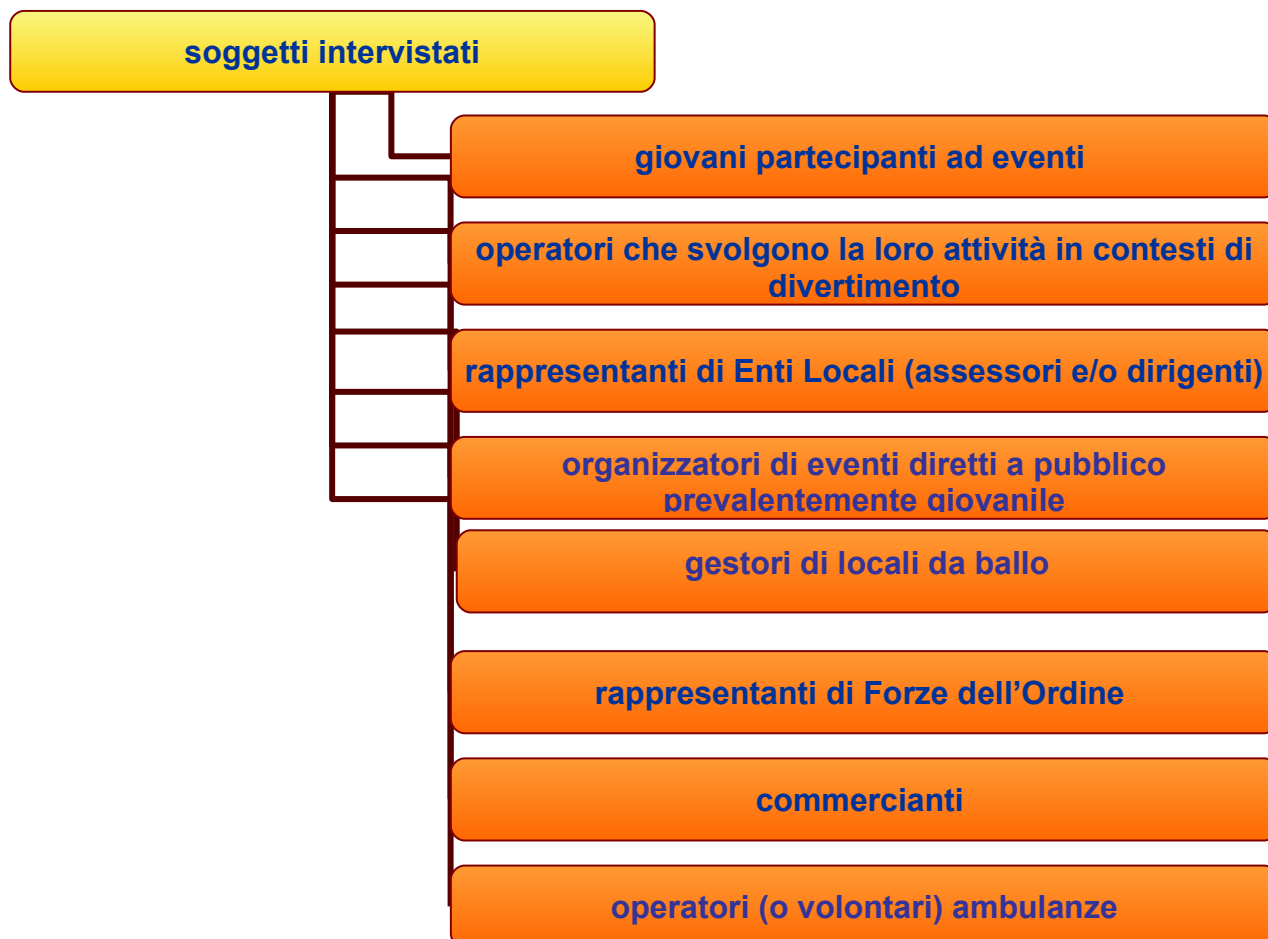 soggetti intervistati
giovani partecipanti ad eventi
operatori che svolgono la loro attività in contesti di
divertimento
rappresentanti di Enti Locali (assessori e/o dirigenti)
organizzatori di eventi diretti a pubblico
prevalentemente giovanile
gestori di locali da ballo
rappresentanti di Forze dell’Ordine
commercianti
operatori (o volontari) ambulanze